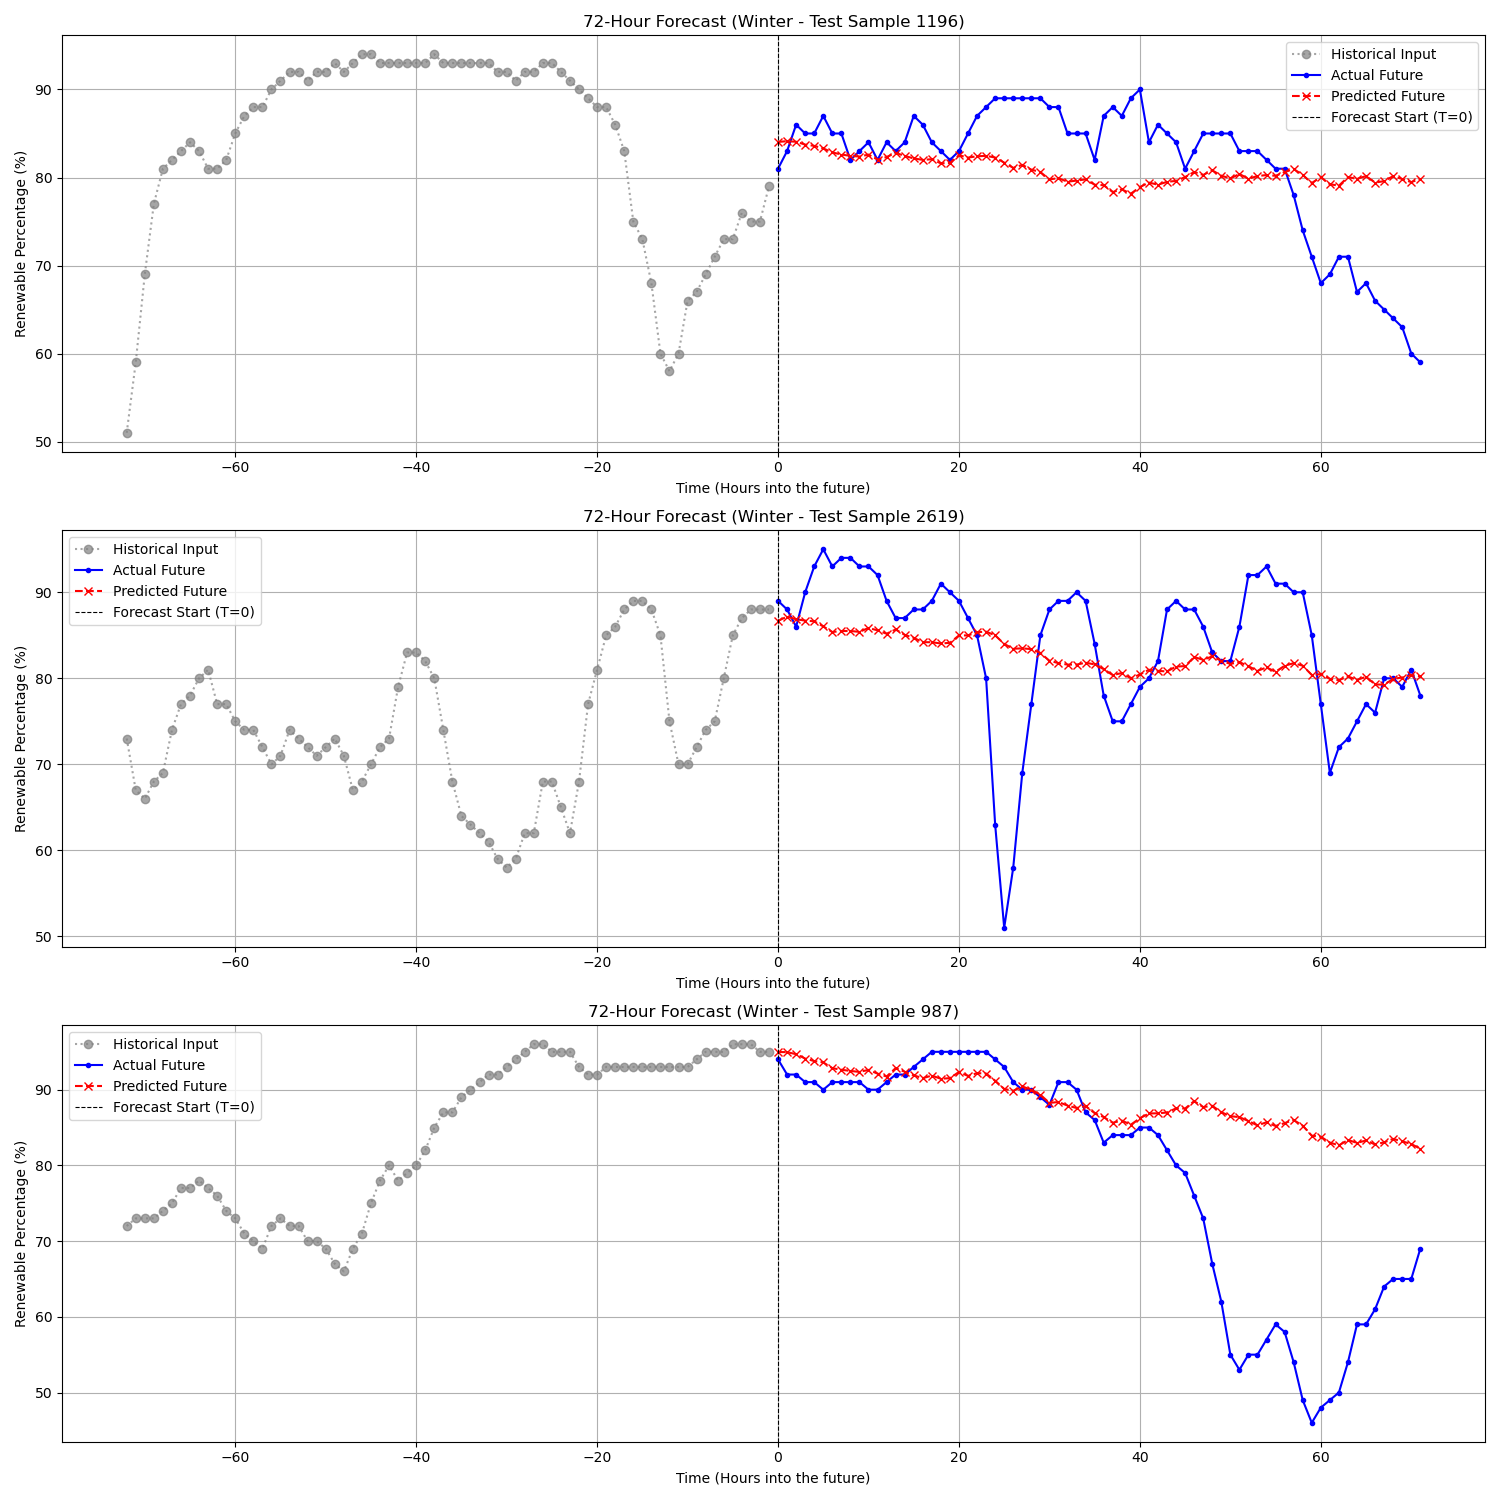 72-Hour Forecast (Winter - Test Sample 1196)
Renewable Percentage (%)
90
80
70
60
50
Historical Input
Actual Future
Predicted Future
Forecast Start (T=0)
−60 −40 −20 0 20 40 60
Time (Hours into the future)
72-Hour Forecast (Winter - Test Sample 2619)
Renewable Percentage (%)
90
80
70
60
50
Historical Input
Actual Future
Predicted Future
Forecast Start (T=0)
−60 −40 −20 0 20 40 60
Time (Hours into the future)
72-Hour Forecast (Winter - Test Sample 987)
Renewable Percentage (%)
90
80
70
60
50
Historical Input
Actual Future
Predicted Future
Forecast Start (T=0)
−60 −40 −20 0 20 40 60
Time (Hours into the future)